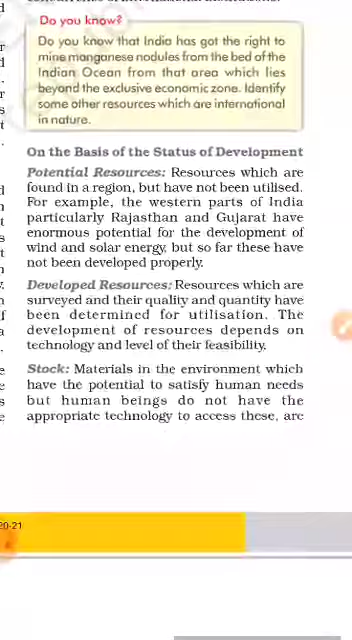 Do you know?
Do you know that India has got the right to
mine manganese nodules from the bed of the
Indian Ocean from that area which lies
beyond the exclusive economic zone. Identify
some other resources which are international
in nature.
On the Basis of the Status of Development
Potential Resources: Resources which are
found in a region, but have not been utilised.
For example, the western parts of India
particularly Rajasthan and Gujarat have
enormous potential for the development of
wind and solar energy, but so far these have
not been developed properly.
Developed Resources: Resources which are
surveyed and their quality and quantity have
been determined for utilisation. The
development of resources depends on
technology and level of their feasibility.
Stock: Materials in the environment which
have the potential to satisfy human needs
but human beings do not have the
appropriate technology to access these, are
20-21